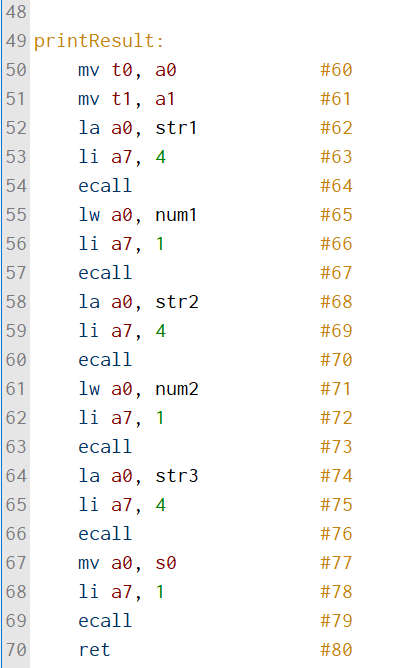 48
49 printResult:
50     mv t0, a0             #60
51     mv t1, a1             #61
52     la a0, str1           #62
53     li a7, 4              #63
54     ecall                 #64
55     lw a0, num1           #65
56     li a7, 1              #66
57     ecall                 #67
58     la a0, str2           #68
59     li a7, 4              #69
60     ecall                 #70
61     lw a0, num2           #71
62     li a7, 1              #72
63     ecall                 #73
64     la a0, str3           #74
65     li a7, 4              #75
66     ecall                 #76
67     mv a0, s0             #77
68     li a7, 1              #78
69     ecall                 #79
70     ret                   #80